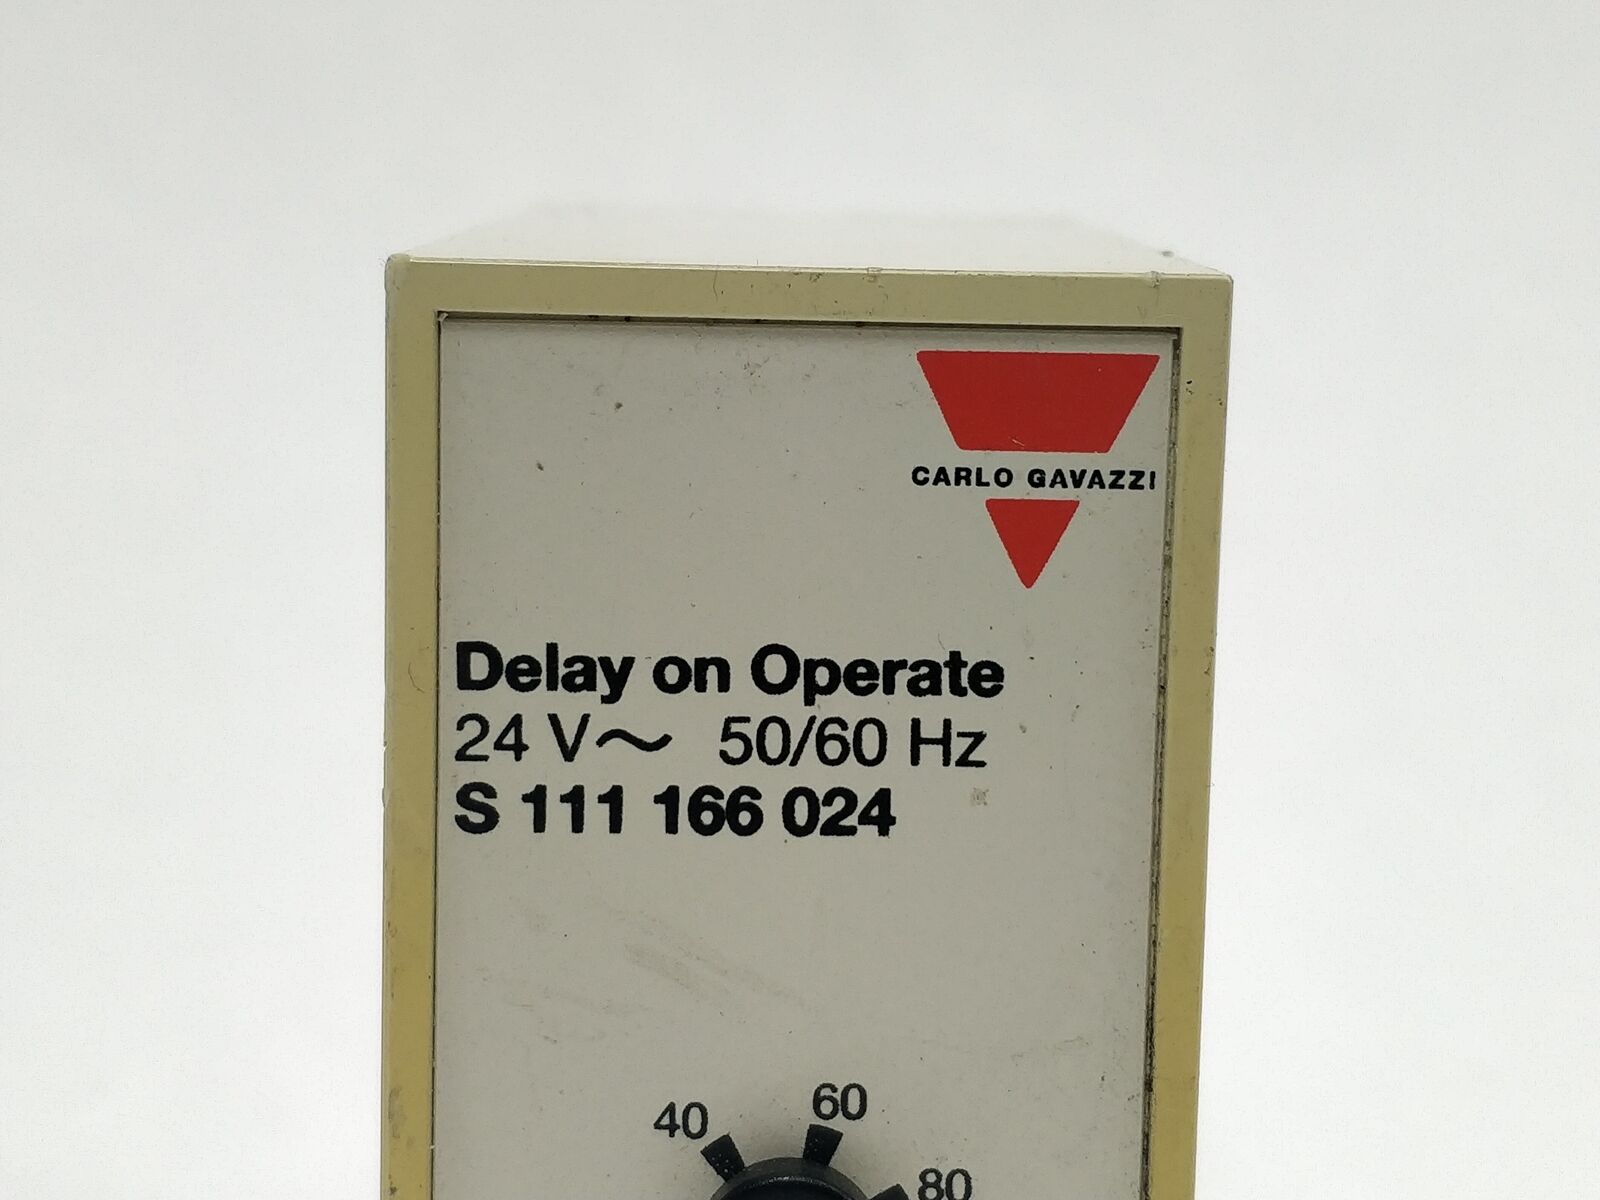 CARLO GAVAZZI
Delay on Operate
24 V~ 50/60 Hz
S 111 166 024
40
60
80